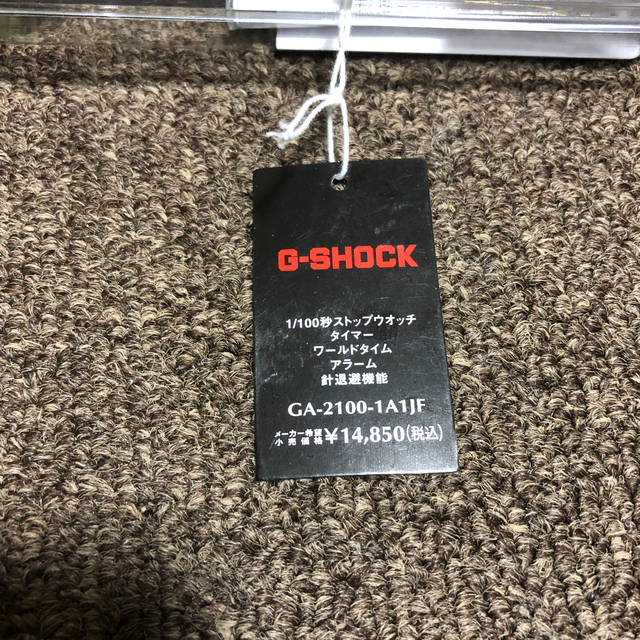 G-SHOCK
1/100秒ストップウオッチ
タイマー
ワールドタイム
アラーム
針退避機能
GA-2100-1A1JF
メーカー希望
小売価格 ¥14,850(税込)